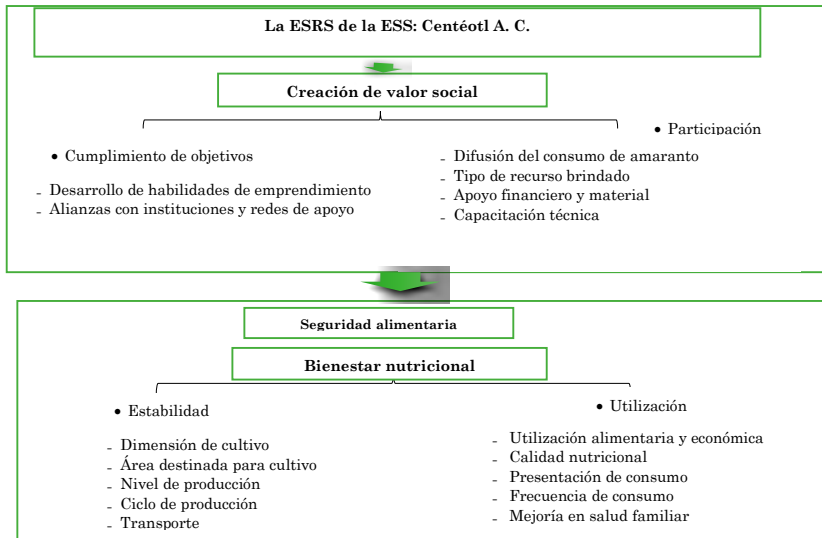 La ESRS de la ESS: Centéotl A. C.
Creación de valor social
• Cumplimiento de objetivos
- Desarrollo de habilidades de emprendimiento
- Alianzas con instituciones y redes de apoyo
• Participación
- Difusión del consumo de amaranto
- Tipo de recurso brindado
- Apoyo financiero y material
- Capacitación técnica
Seguridad alimentaria
Bienestar nutricional
• Estabilidad
- Dimensión de cultivo
- Área destinada para cultivo
- Nivel de producción
- Ciclo de producción
- Transporte
• Utilización
- Utilización alimentaria y económica
- Calidad nutricional
- Presentación de consumo
- Frecuencia de consumo
- Mejoría en salud familiar